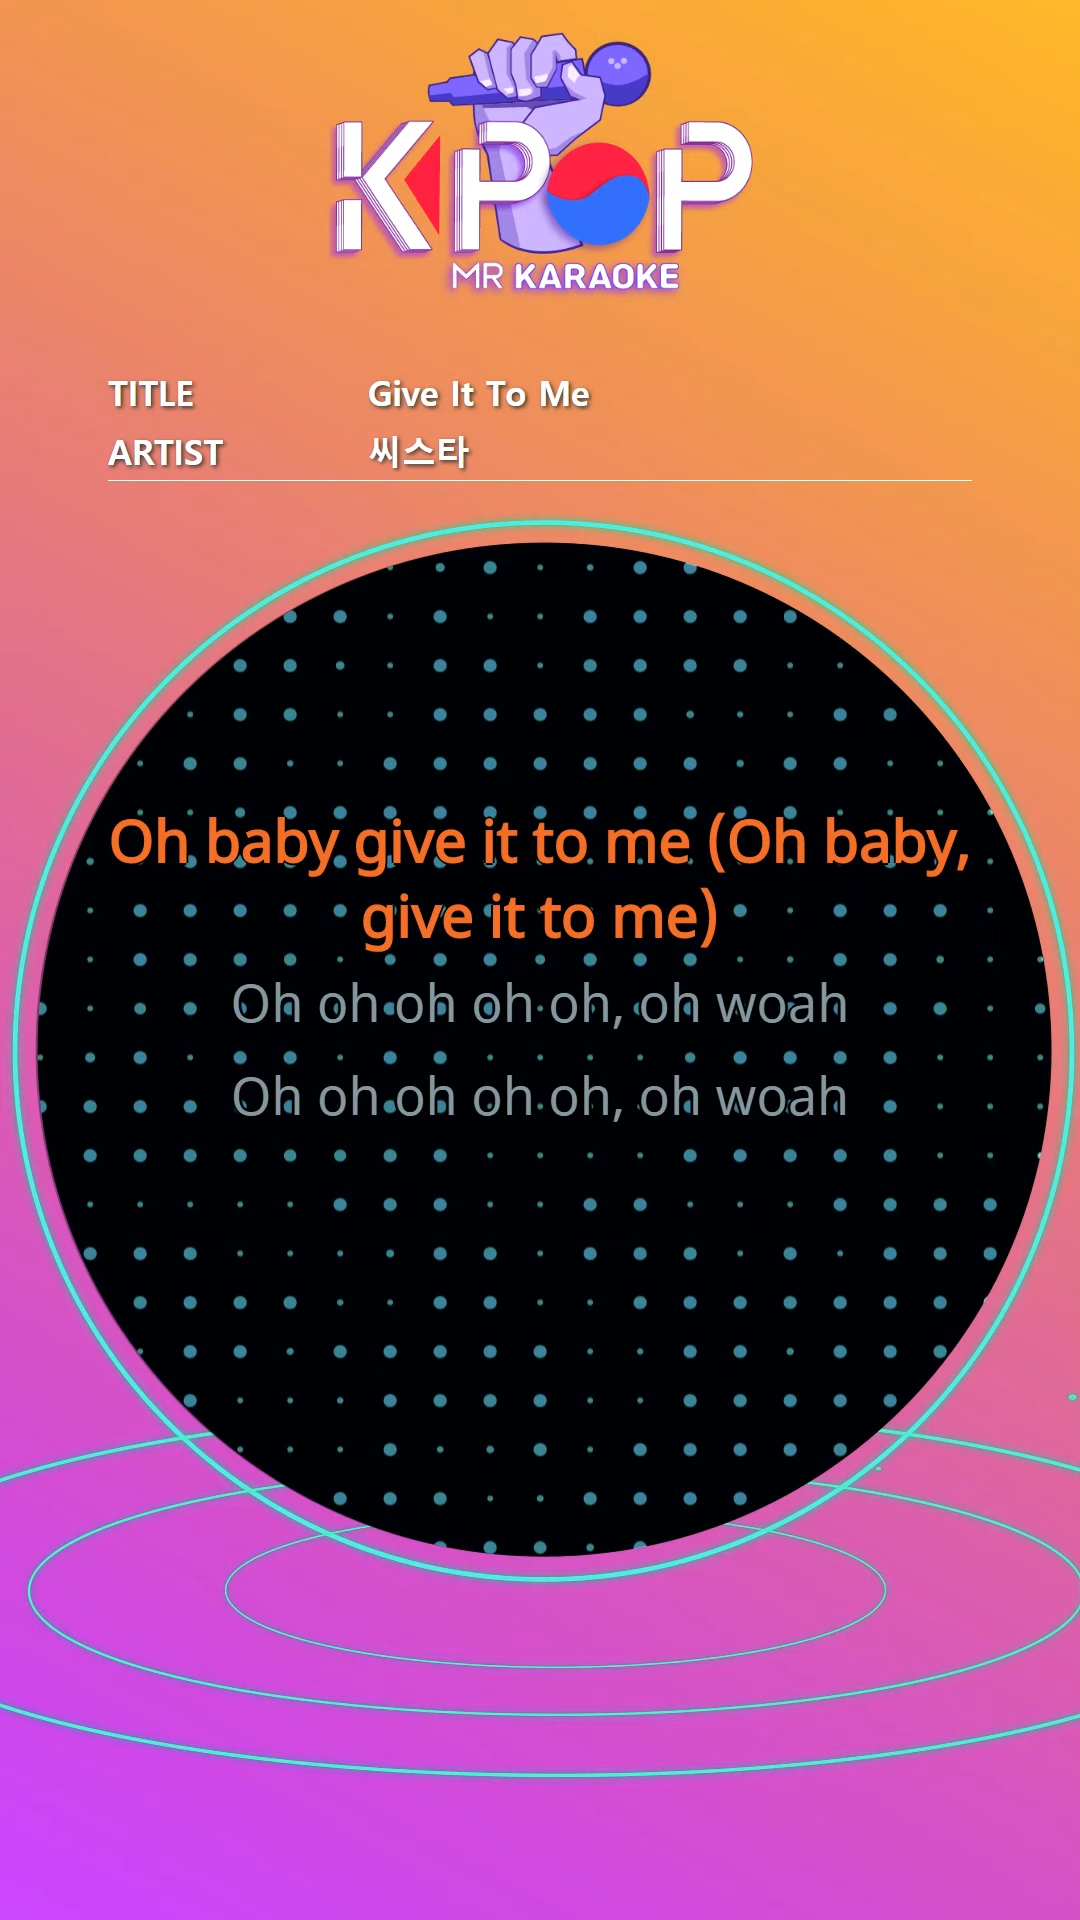 KPOP
MR KARAOKE
TITLE Give It To Me
ARTIST 씨스타
Oh baby give it to me (Oh baby,
give it to me)
Oh oh oh oh oh, oh woah
Oh oh oh oh oh, oh woah